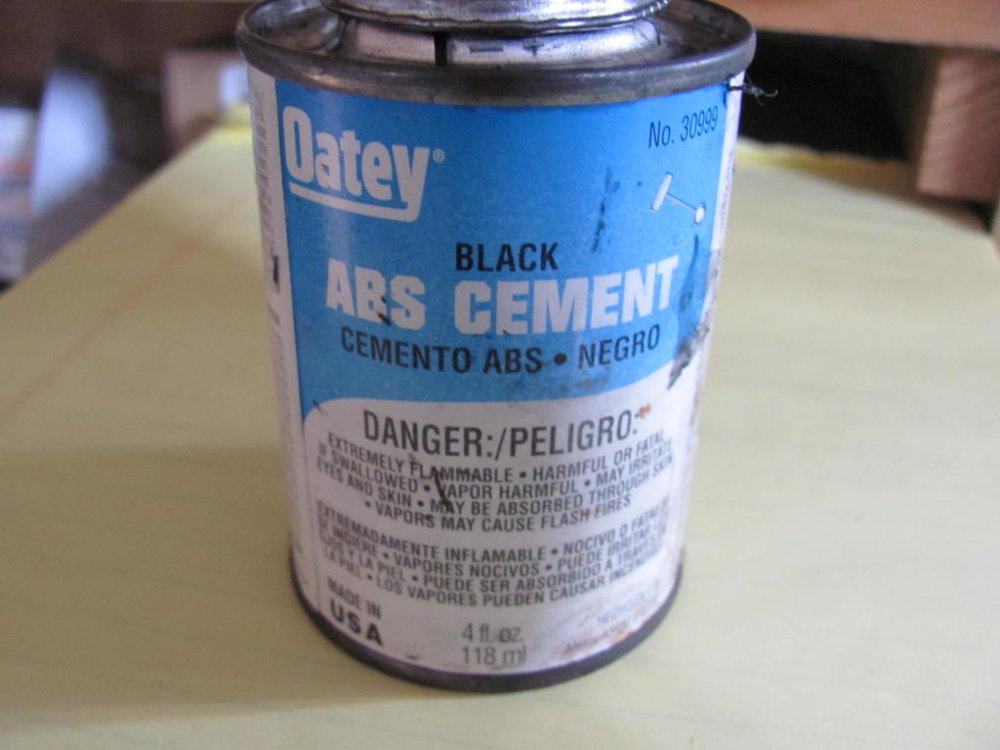 Oatey®
No. 30999
BLACK
ABS CEMENT
CEMENTO ABS • NEGRO
DANGER:/PELIGRO:
EXTREMELY FLAMMABLE • HARMFUL OR FATAL
IF SWALLOWED • VAPOR HARMFUL • MAY IRRITATE
EYES AND SKIN • MAY BE ABSORBED THROUGH SKIN
• VAPORS MAY CAUSE FLASH FIRES
EXTREMADAMENTE INFLAMABLE • NOCIVO O FATAL SI
SE INGIERE • VAPORES NOCIVOS • PUEDE IRRITAR
OJOS Y LA PIEL • PUEDE SER ABSORBIDO A TRAVES DE
LA PIEL • LOS VAPORES PUEDEN CAUSAR
MADE IN
USA
4 fl. oz.
118 ml